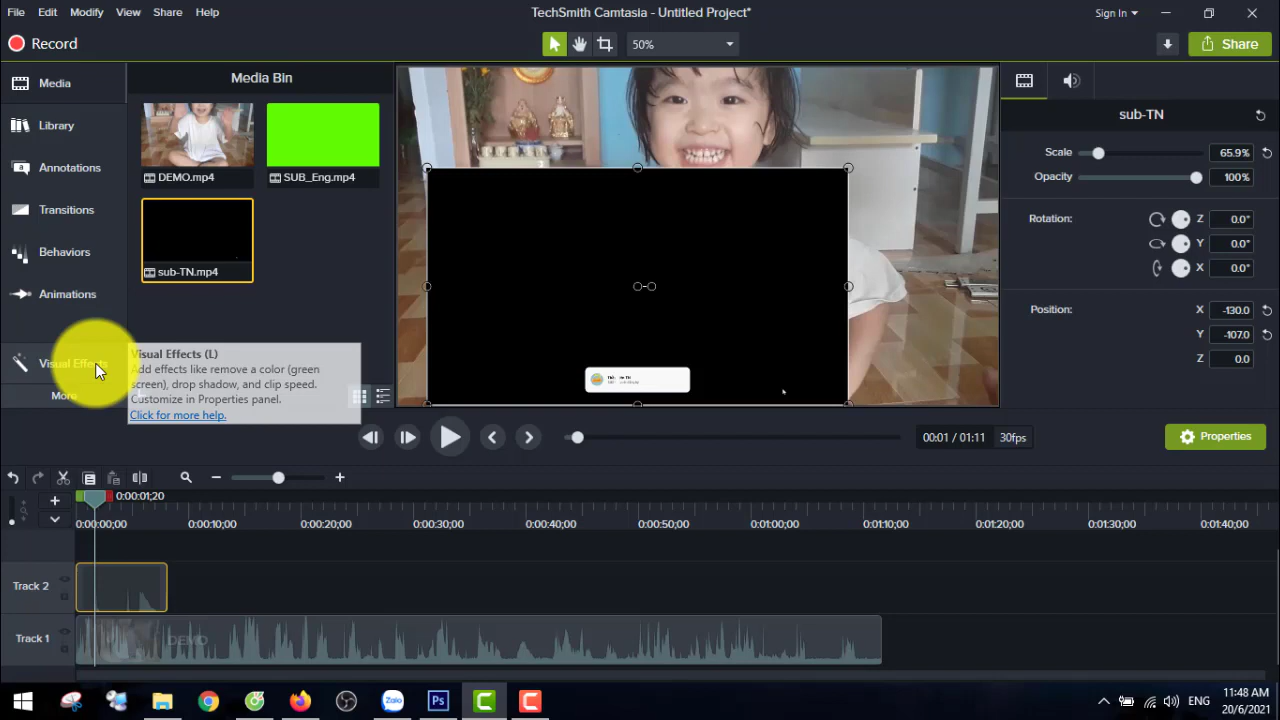 File Edit Modify View Share Help
TechSmith Camtasia - Untitled Project*
Sign In
Record
50%
Share
Media
Library
Annotations
Transitions
Behaviors
Animations
Visual Effects
More
Media Bin
DEMO.mp4
SUB_Eng.mp4
sub-TN.mp4
Visual Effects (L)
Add effects like remove a color (green
screen), drop shadow, and clip speed.
Customize in Properties panel.
Click for more help.
sub-TN
Scale 65.9%
Opacity 100%
Rotation: Z 0.0°
Y 0.0°
X 0.0°
Position: X -130.0
Y -107.0
Z 0.0
00:01 / 01:11 30fps
Properties
0:00:01;20
0:00:00;00 0:00:10;00 0:00:20;00 0:00:30;00 0:00:40;00 0:00:50;00 0:01:00;00 0:01:10;00 0:01:20;00 0:01:30;00 0:01:40;00
Track 2
Track 1
DEMO
Zalo
Ps
ENG
11:48 AM
20/6/2021